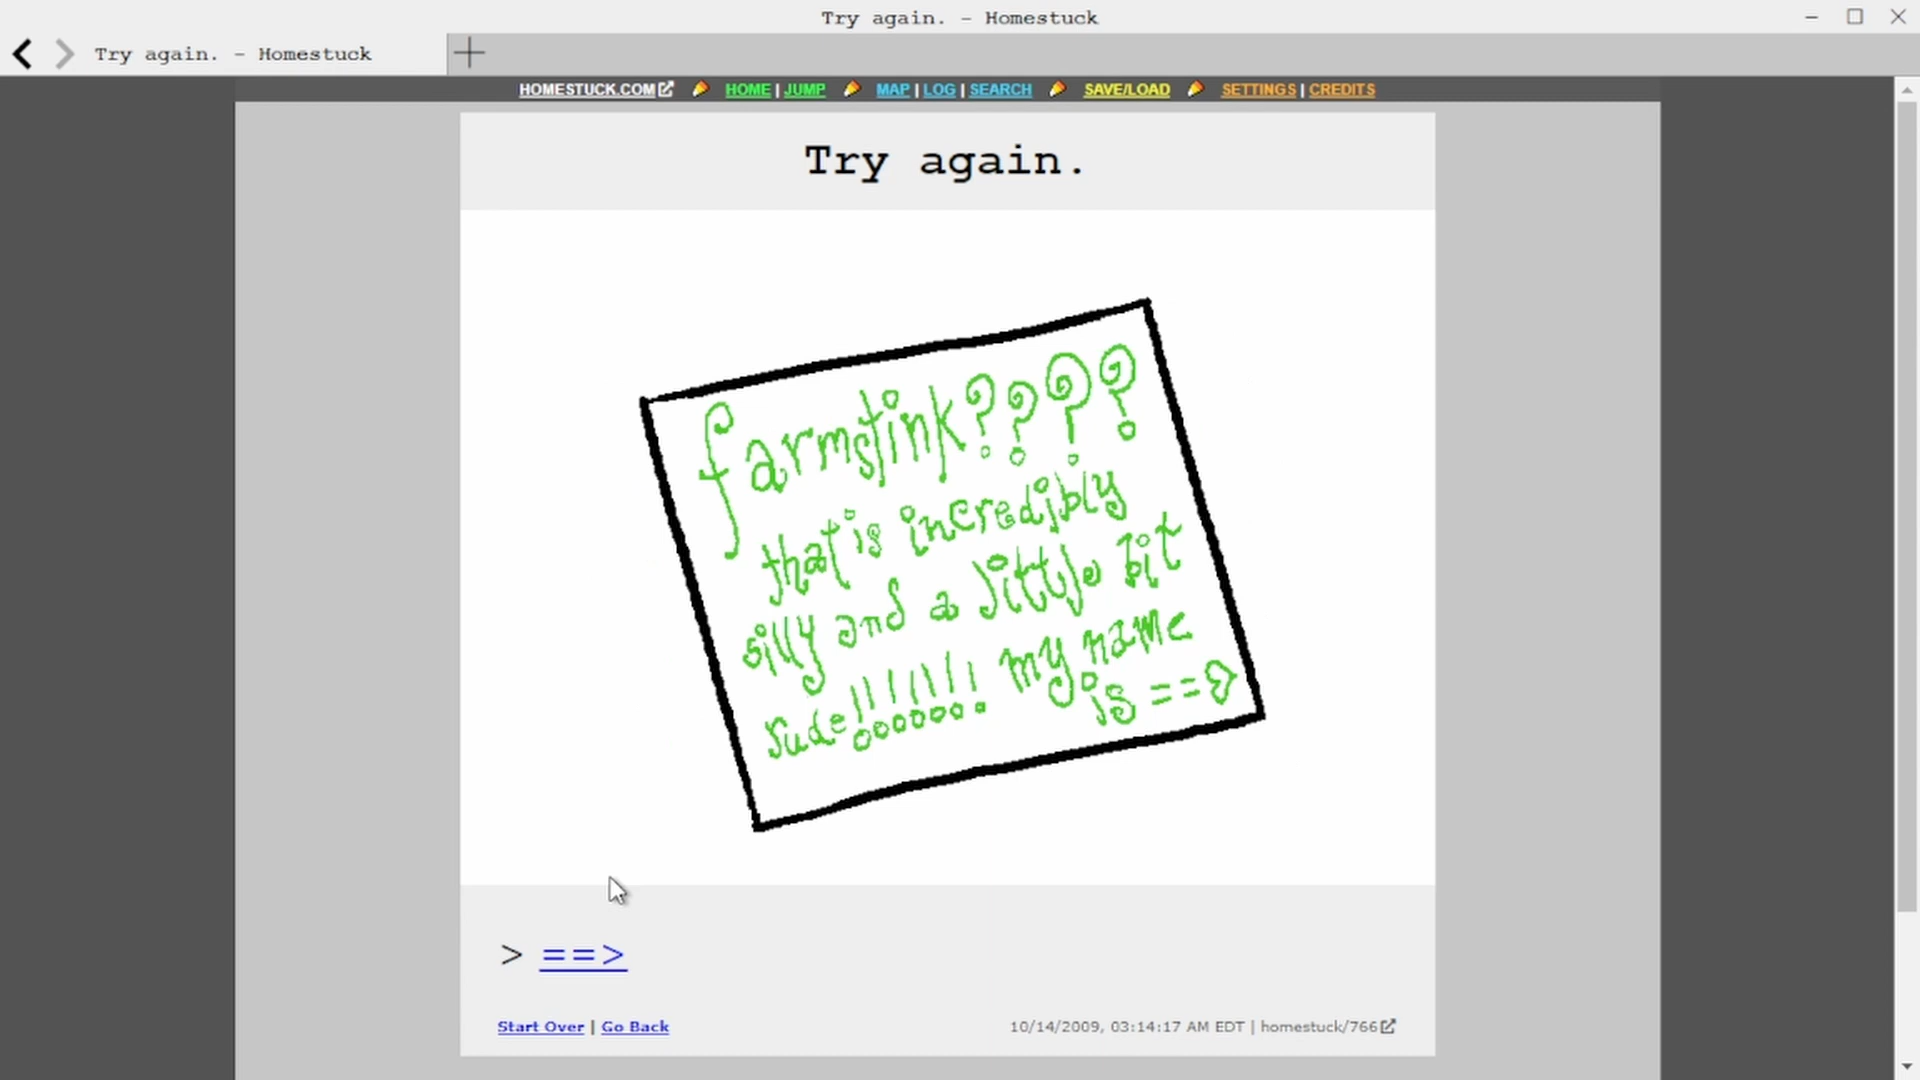 Try again. – Homestuck
Try again. – Homestuck
HOMESTUCK.COM HOME | JUMP MAP | LOG | SEARCH SAVE/LOAD SETTINGS | CREDITS
Try again.
farmstink????
that is incredibly
silly and a little bit
rude!!!!!! my name
is ==>
> ==>
Start Over | Go Back
10/14/2009, 03:14:17 AM EDT | homestuck/766